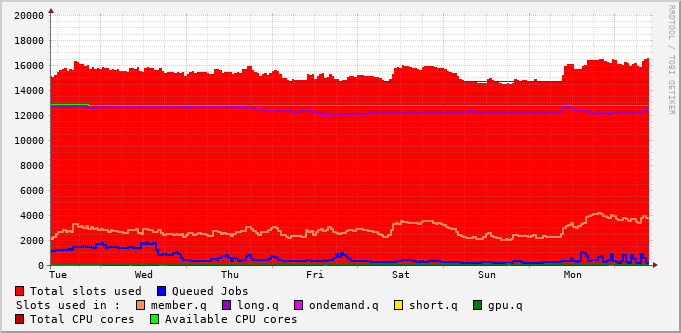 20000
18000
16000
14000
12000
10000
8000
6000
4000
2000
0
Tue Wed Thu Fri Sat Sun Mon
RRDTOOL / TOBI OETIKER
Total slots used Queued Jobs
Slots used in : member.q long.q ondemand.q short.q gpu.q
Total CPU cores Available CPU cores